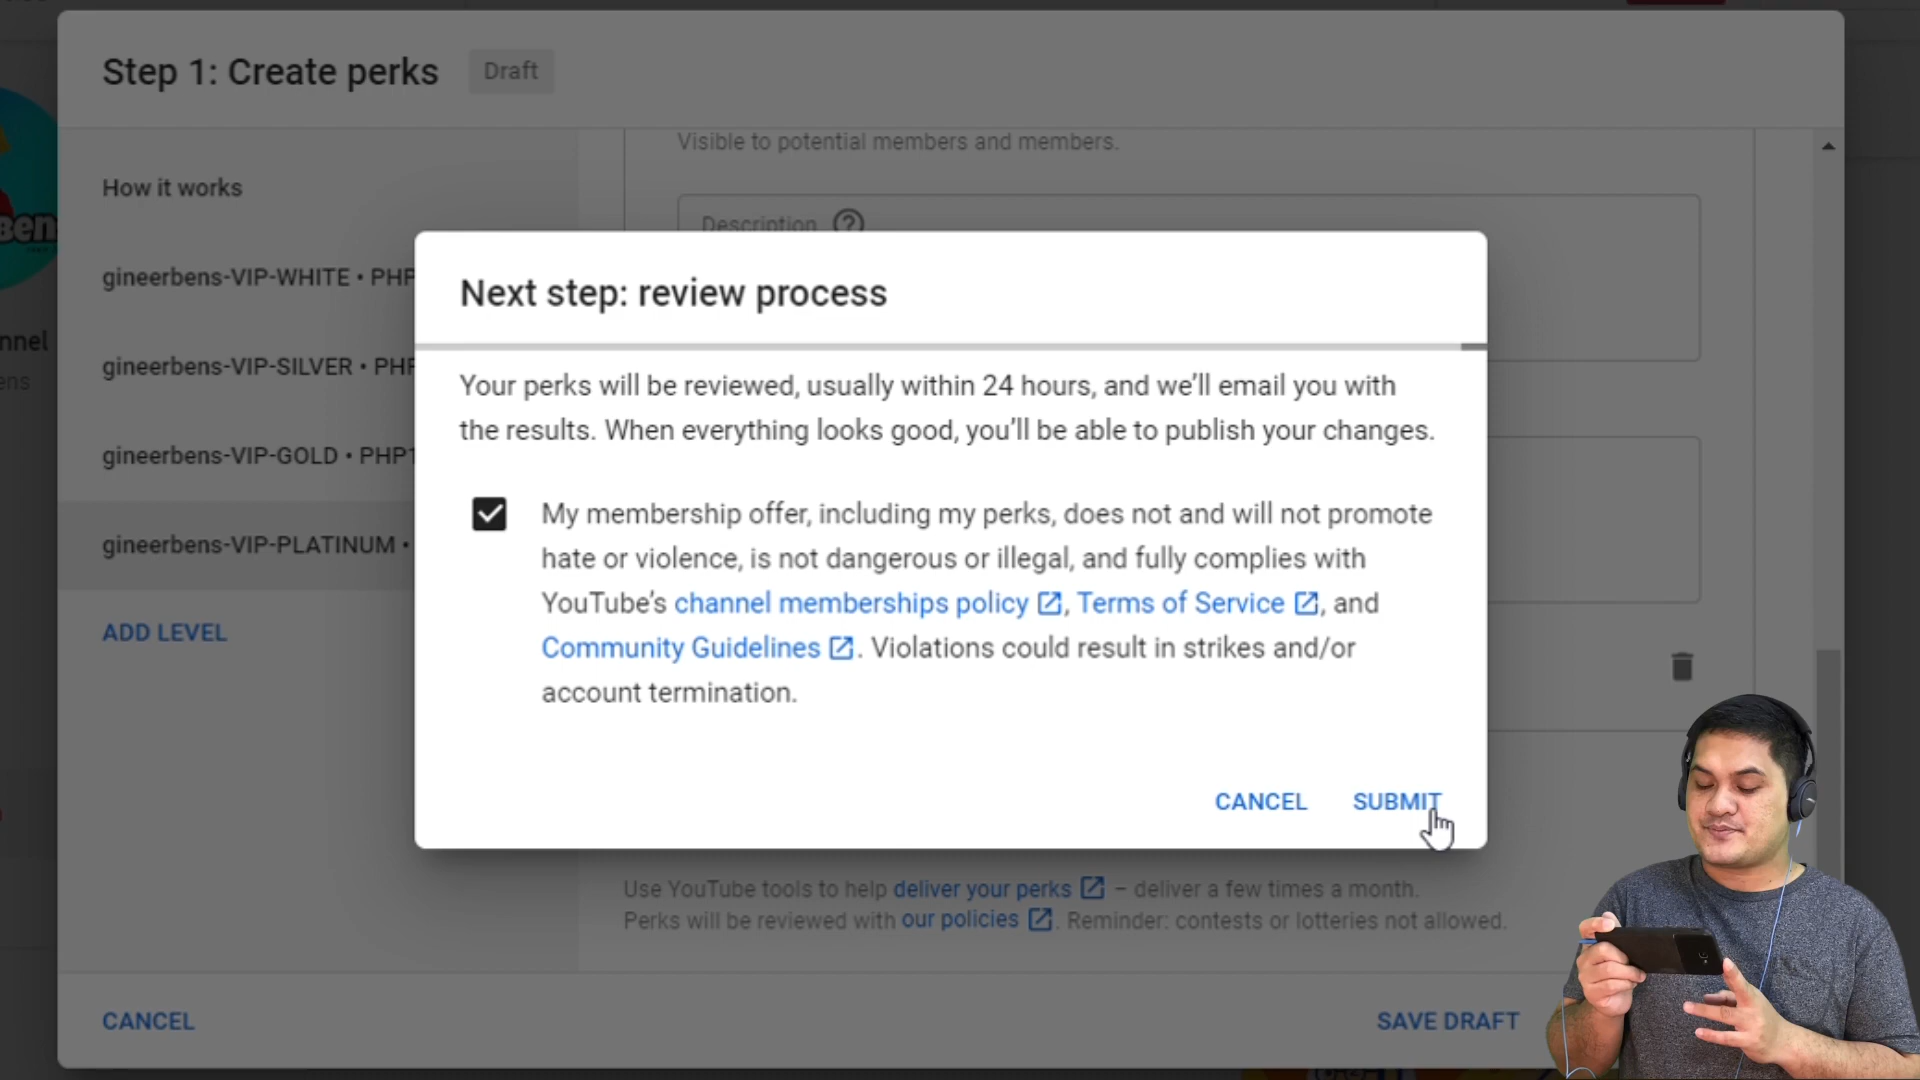 Step 1: Create perks
Draft
Visible to potential members and members.
How it works
Description
gineerbens-VIP-WHITE • PHP
nnel
ens
gineerbens-VIP-SILVER • PHP
gineerbens-VIP-GOLD • PHP1
gineerbens-VIP-PLATINUM •
ADD LEVEL
Next step: review process
Your perks will be reviewed, usually within 24 hours, and we’ll email you with
the results. When everything looks good, you’ll be able to publish your changes.
My membership offer, including my perks, does not and will not promote
hate or violence, is not dangerous or illegal, and fully complies with
YouTube’s channel memberships policy, Terms of Service, and
Community Guidelines. Violations could result in strikes and/or
account termination.
CANCEL
SUBMIT
Use YouTube tools to help deliver your perks – deliver a few times a month.
Perks will be reviewed with our policies. Reminder: contests or lotteries not allowed.
CANCEL
SAVE DRAFT